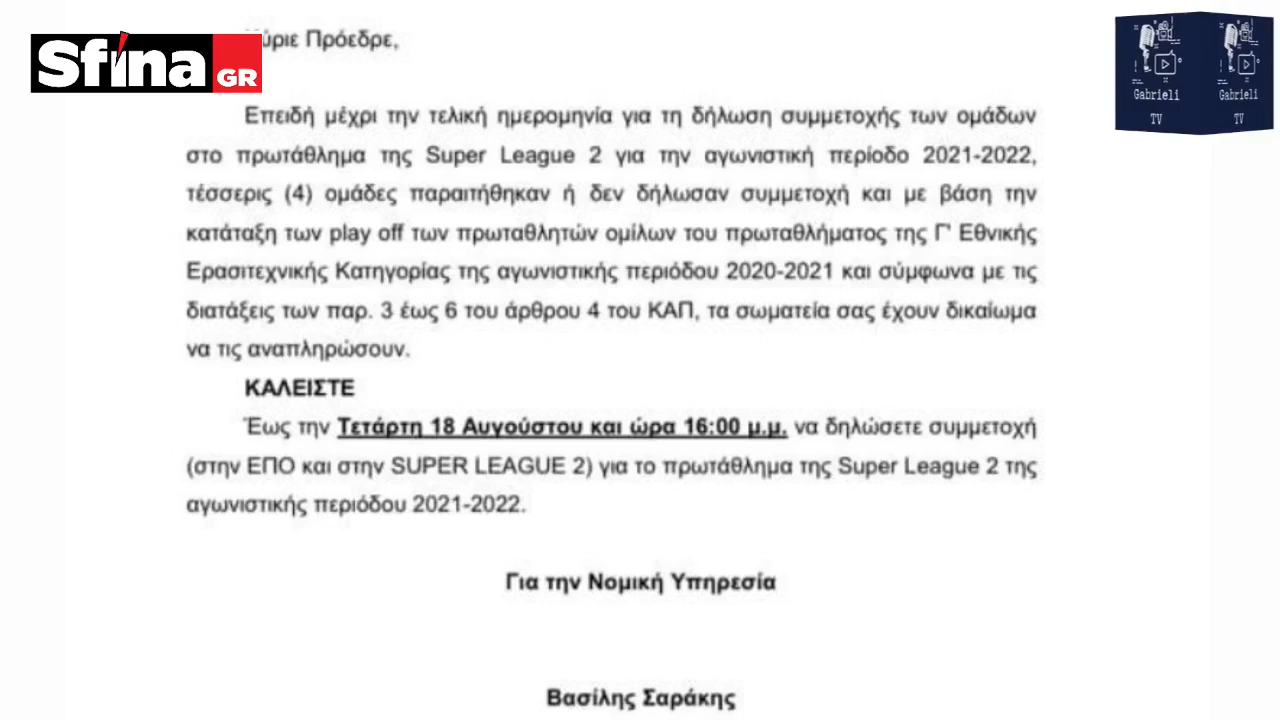 Sfina GR
Κύριε Πρόεδρε,
Gabrieli
TV
Gabrieli
TV
Επειδή μέχρι την τελική ημερομηνία για τη δήλωση συμμετοχής των ομάδων
στο πρωτάθλημα της Super League 2 για την αγωνιστική περίοδο 2021-2022,
τέσσερις (4) ομάδες παραιτήθηκαν ή δεν δήλωσαν συμμετοχή και με βάση την
κατάταξη των play off των πρωταθλητών ομίλων του πρωταθλήματος της Γ' Εθνικής
Ερασιτεχνικής Κατηγορίας της αγωνιστικής περιόδου 2020-2021 και σύμφωνα με τις
διατάξεις των παρ. 3 έως 6 του άρθρου 4 του ΚΑΠ, τα σωματεία σας έχουν δικαίωμα
να τις αναπληρώσουν.
ΚΑΛΕΙΣΤΕ
Έως την Τετάρτη 18 Αυγούστου και ώρα 16:00 μ.μ. να δηλώσετε συμμετοχή
(στην ΕΠΟ και στην SUPER LEAGUE 2) για το πρωτάθλημα της Super League 2 της
αγωνιστικής περιόδου 2021-2022.
Για την Νομική Υπηρεσία
Βασίλης Σαράκης